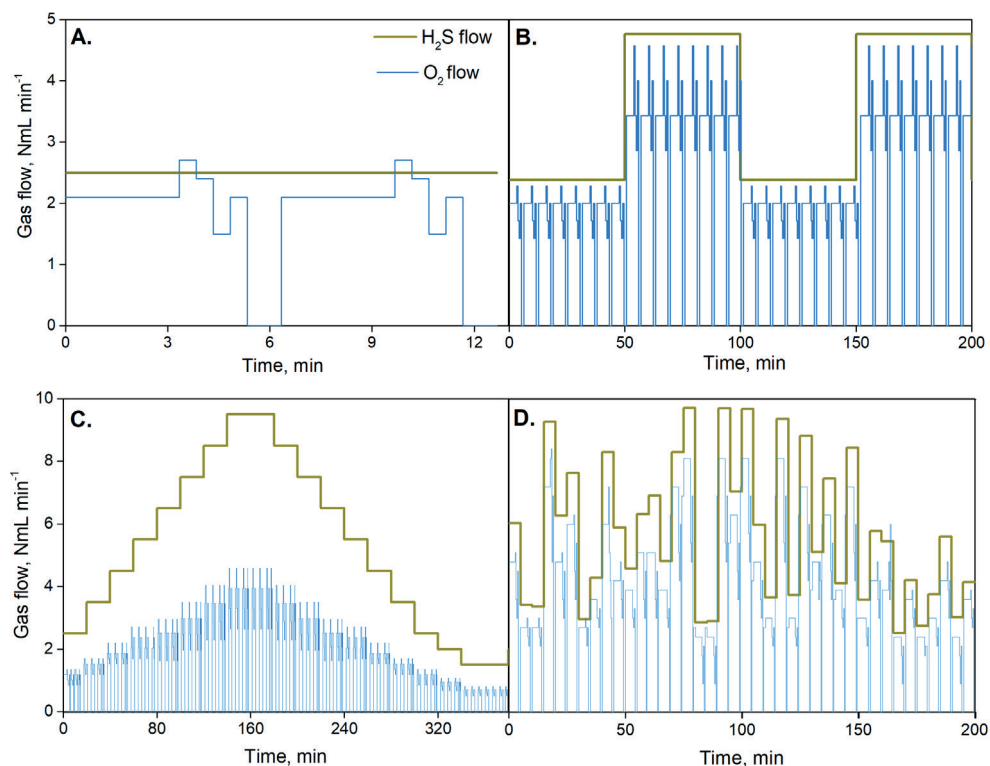 A.
H₂S flow
O₂ flow
B.
Gas flow, NmL min⁻¹
5
4
3
2
1
0
0 3 6 9 12
0 50 100 150 200
Time, min
Time, min
C.
D.
Gas flow, NmL min⁻¹
10
8
6
4
2
0
0 80 160 240 320
0 50 100 150 200
Time, min
Time, min